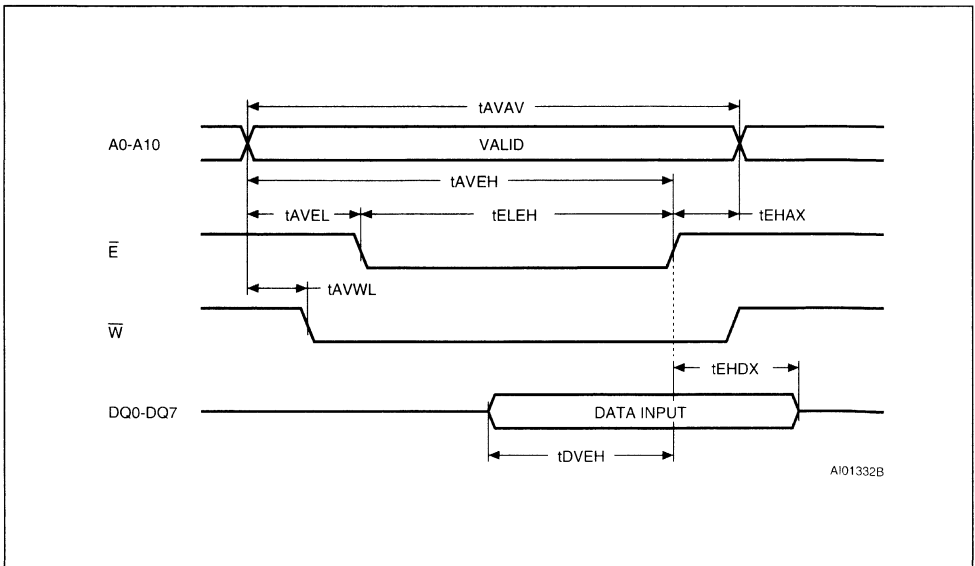 tAVAV
A0-A10
VALID
tAVEH
tAVEL
tELEH
tEHAX
E̅
tAVWL
W̅
tEHDX
DQ0-DQ7
DATA INPUT
tDVEH
AI01332B